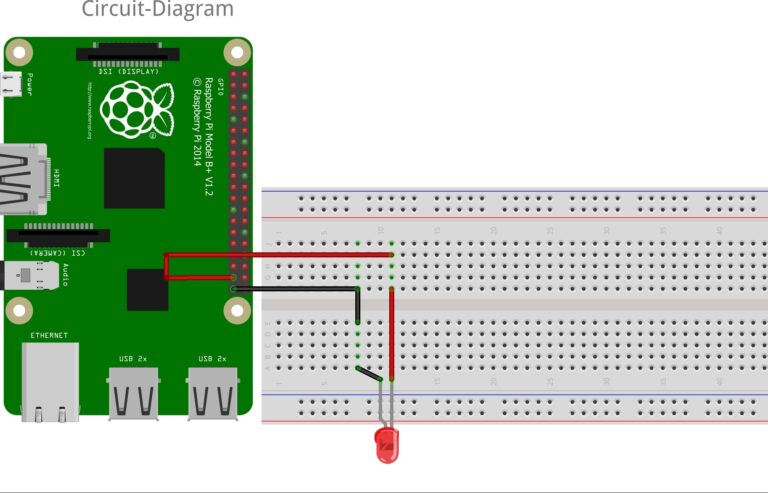 Circuit-Diagram
DSI (DISPLAY)
Power
GPIO
http://www.raspberrypi.org
Raspberry Pi Model B+ V1.2
© Raspberry Pi 2014
HDMI
CSI (CAMERA)
Audio
ETHERNET
USB 2x
USB 2x
1
5
10
15
20
25
30
35
40
1
5
15
20
25
30
35
40